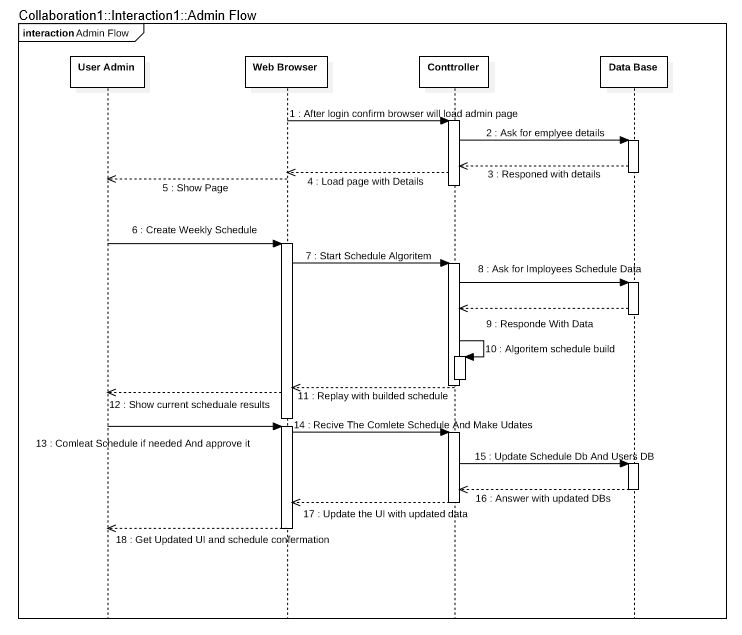 Collaboration1::Interaction1::Admin Flow
interaction Admin Flow
User Admin
Web Browser
Conttroller
Data Base
1 : After login confirm browser will load admin page
2 : Ask for emplyee details
3 : Responed with details
4 : Load page with Details
5 : Show Page
6 : Create Weekly Schedule
7 : Start Schedule Algoritem
8 : Ask for Imployees Schedule Data
9 : Responde With Data
10 : Algoritem schedule build
11 : Replay with builded schedule
12 : Show current scheduale results
14 : Recive The Comlete Schedule And Make Udates
13 : Comleat Schedule if needed And approve it
15 : Update Schedule Db And Users DB
16 : Answer with updated DBs
17 : Update the UI with updated data
18 : Get Updated UI and schedule confermation